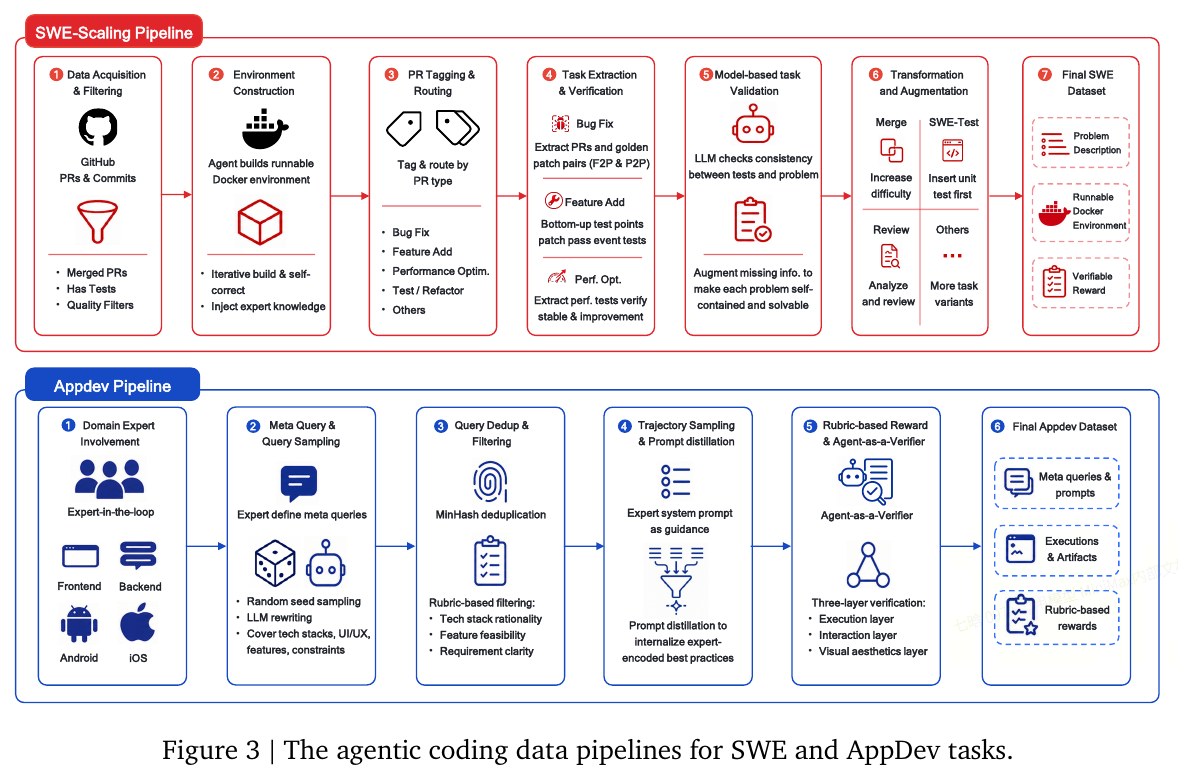 SWE-Scaling Pipeline
1 Data Acquisition
& Filtering
GitHub
PRs & Commits
• Merged PRs
• Has Tests
• Quality Filters
2 Environment
Construction
Agent builds runnable
Docker environment
• Iterative build & self-
correct
• Inject expert knowledge
3 PR Tagging &
Routing
Tag & route by
PR type
• Bug Fix
• Feature Add
• Performance Optim.
• Test / Refactor
• Others
4 Task Extraction
& Verification
Bug Fix
Extract PRs and golden
patch pairs (F2P & P2P)
Feature Add
Bottom-up test points
patch pass event tests
Perf. Opt.
Extract perf. tests verify
stable & improvement
5 Model-based task
Validation
LLM checks consistency
between tests and problem
Augment missing info. to
make each problem self-
contained and solvable
6 Transformation
and Augmentation
Merge
Increase
difficulty
SWE-Test
Insert unit
test first
Review
Analyze
and review
Others
...
More task
variants
7 Final SWE
Dataset
Problem
Description
Runnable
Docker
Environment
Verifiable
Reward
Appdev Pipeline
1 Domain Expert
Involvement
Expert-in-the-loop
Frontend
Backend
Android
iOS
2 Meta Query &
Query Sampling
Expert define meta queries
• Random seed sampling
• LLM rewriting
• Cover tech stacks, UI/UX,
features, constraints
3 Query Dedup &
Filtering
MinHash deduplication
Rubric-based filtering:
• Tech stack rationality
• Feature feasibility
• Requirement clarity
4 Trajectory Sampling
& Prompt distillation
Expert system prompt
as guidance
Prompt distillation to
internalize expert-
encoded best practices
5 Rubric-based Reward
& Agent-as-a-Verifier
Agent-as-a-Verifier
Three-layer verification:
• Execution layer
• Interaction layer
• Visual aesthetics layer
6 Final Appdev Dataset
Meta queries &
prompts
Executions
& Artifacts
Rubric-based
rewards
Figure 3 | The agentic coding data pipelines for SWE and AppDev tasks.